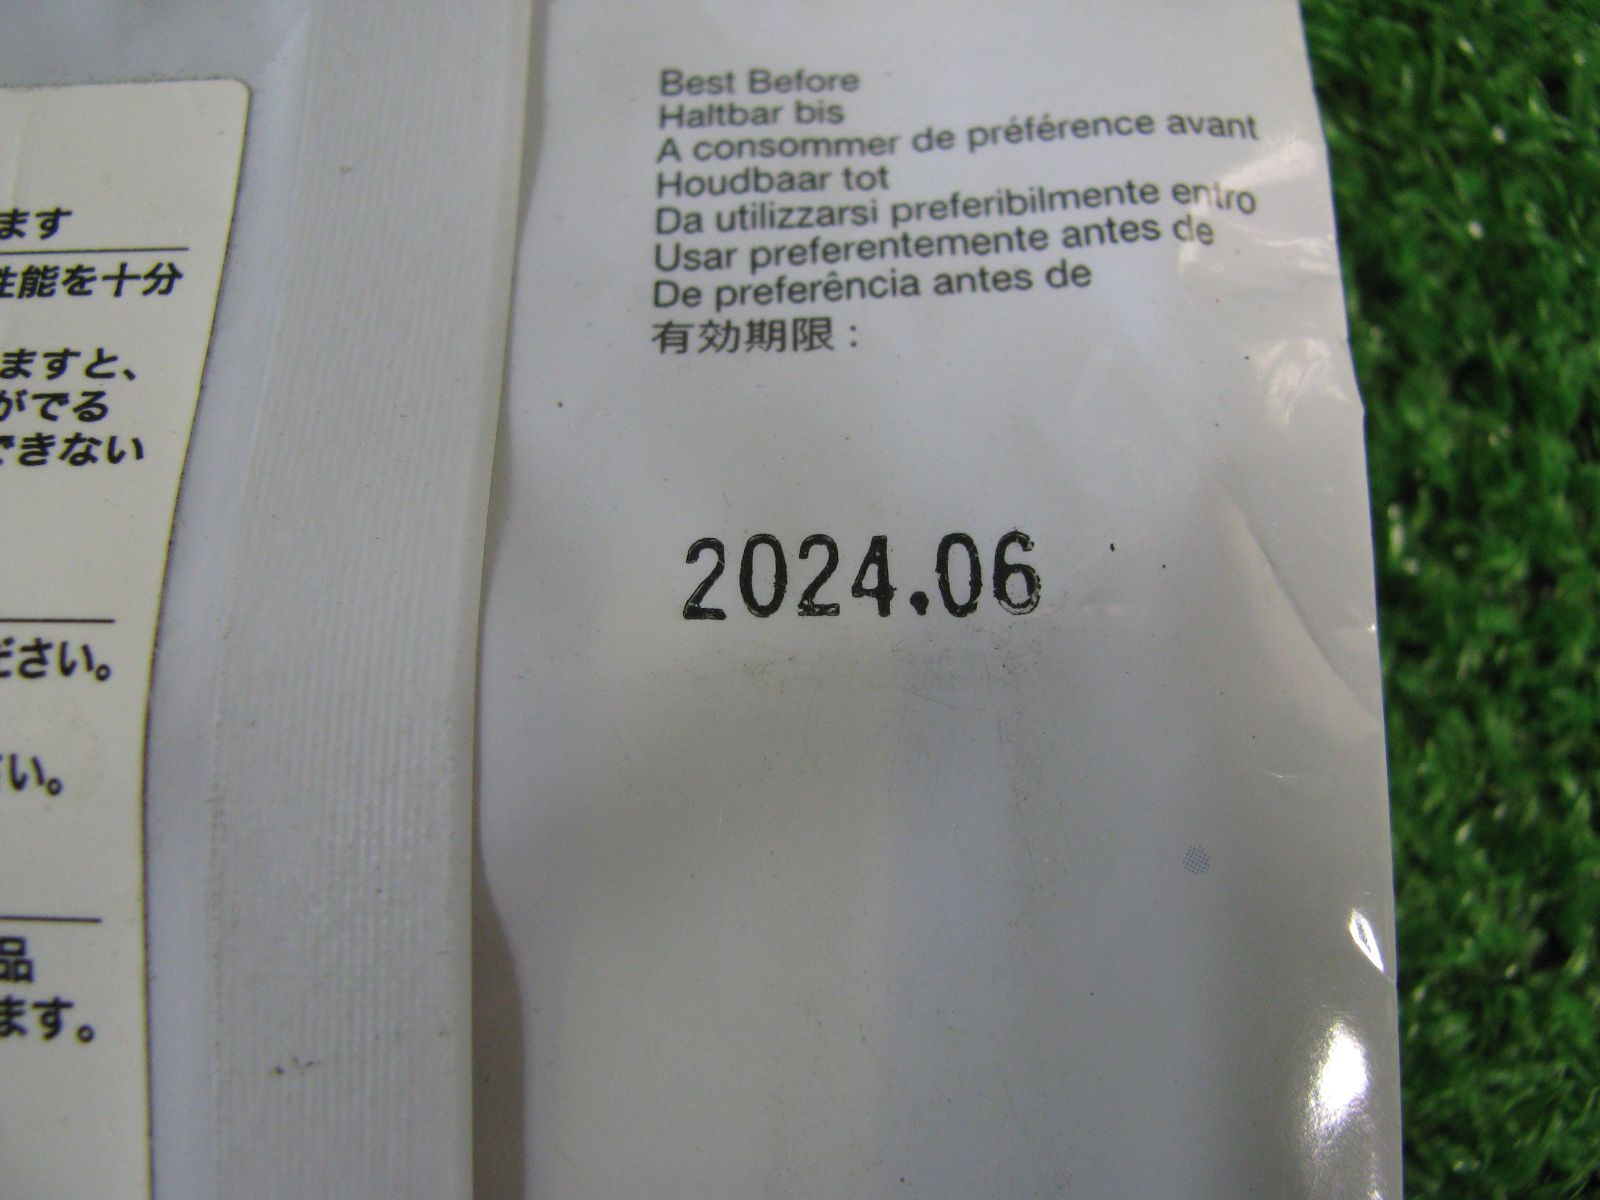 Best Before
Haltbar bis
A consommer de préférence avant
Houdbaar tot
Da utilizzarsi preferibilmente entro
Usar preferentemente antes de
De preferência antes de
有効期限：
2024.06
ます
性能を十分
ますと、
がでる
できない
ださい。
さい。
品
ます。